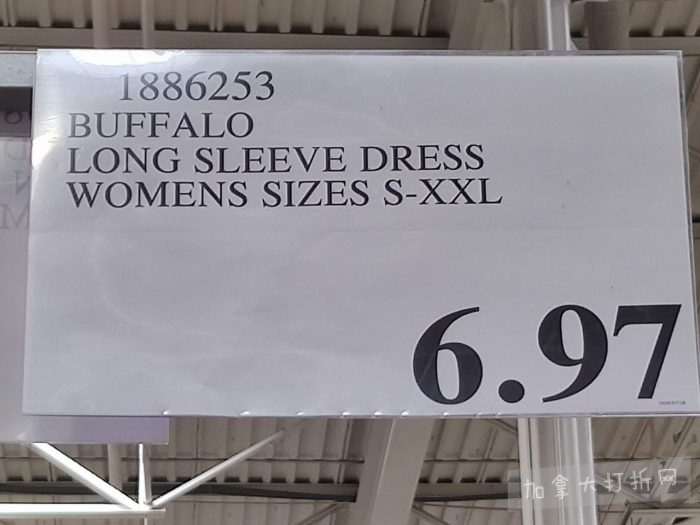 1886253
BUFFALO
LONG SLEEVE DRESS
WOMENS SIZES S-XXL
6.97
加拿大打折网